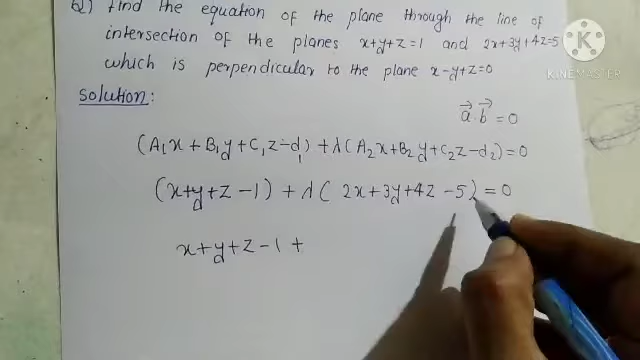 Q1) Find the equation of the plane through the line of
intersection of the planes x+y+z=1 and 2x+3y+4z=5
which is perpendicular to the plane x-y+z=0
KINEMASTER
Solution:
a⃗.b⃗=0
(A₁x+B₁y+C₁z-d₁)+λ(A₂x+B₂y+C₂z-d₂)=0
(x+y+z-1)+λ(2x+3y+4z-5)=0
x+y+z-1+